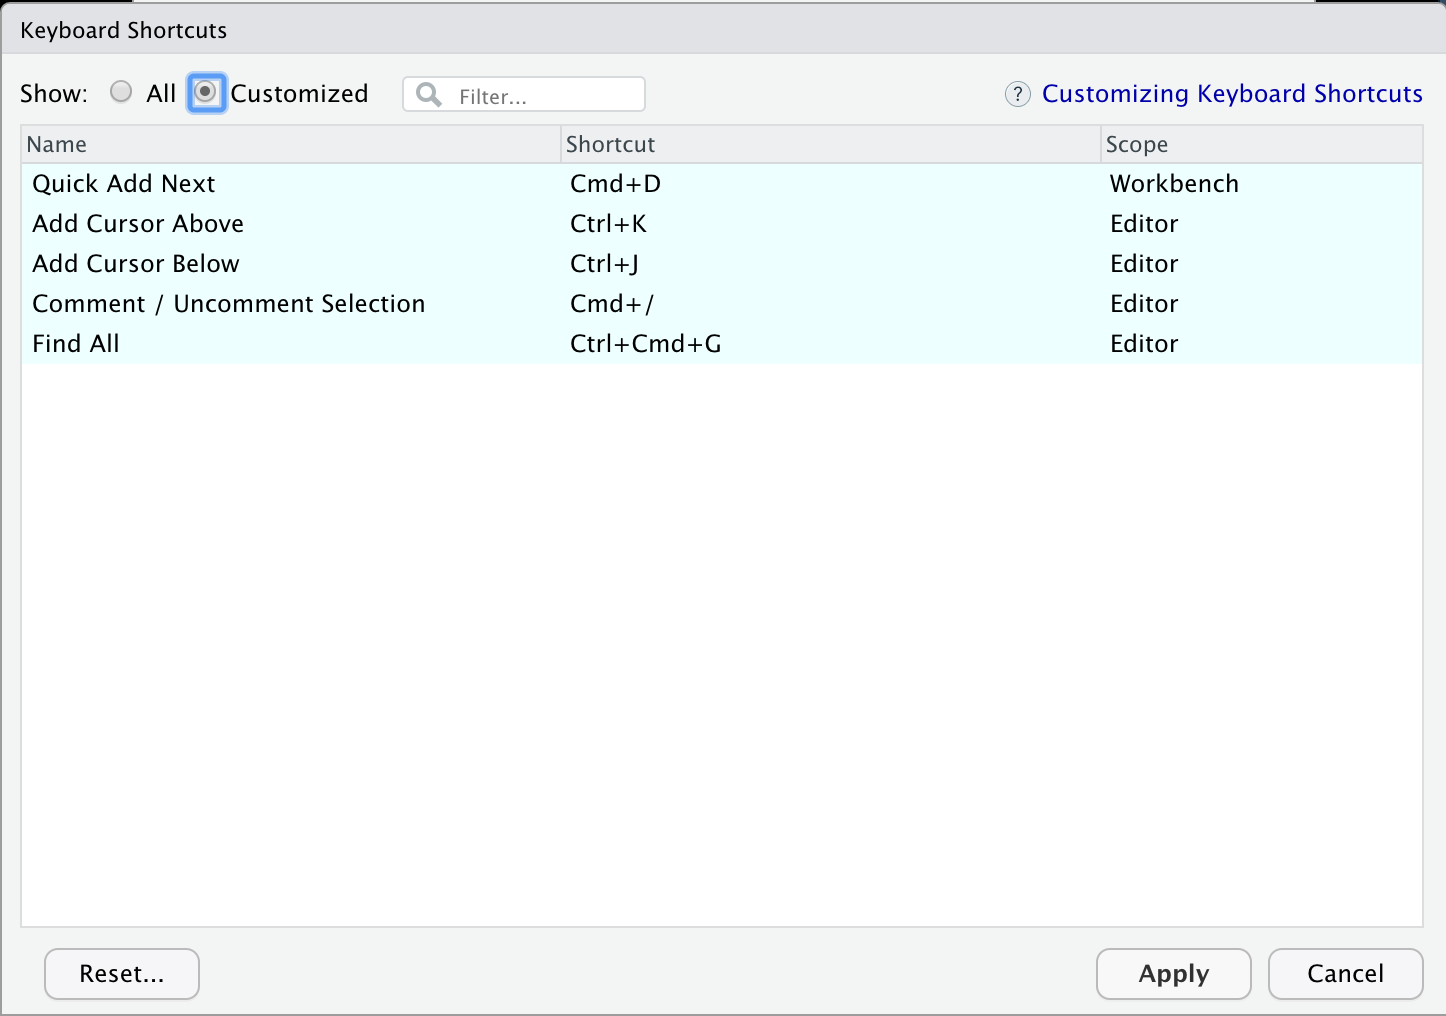 Keyboard Shortcuts
Show: All Customized Filter... ? Customizing Keyboard Shortcuts
Name Shortcut Scope
Quick Add Next Cmd+D Workbench
Add Cursor Above Ctrl+K Editor
Add Cursor Below Ctrl+J Editor
Comment / Uncomment Selection Cmd+/ Editor
Find All Ctrl+Cmd+G Editor
Reset... Apply Cancel